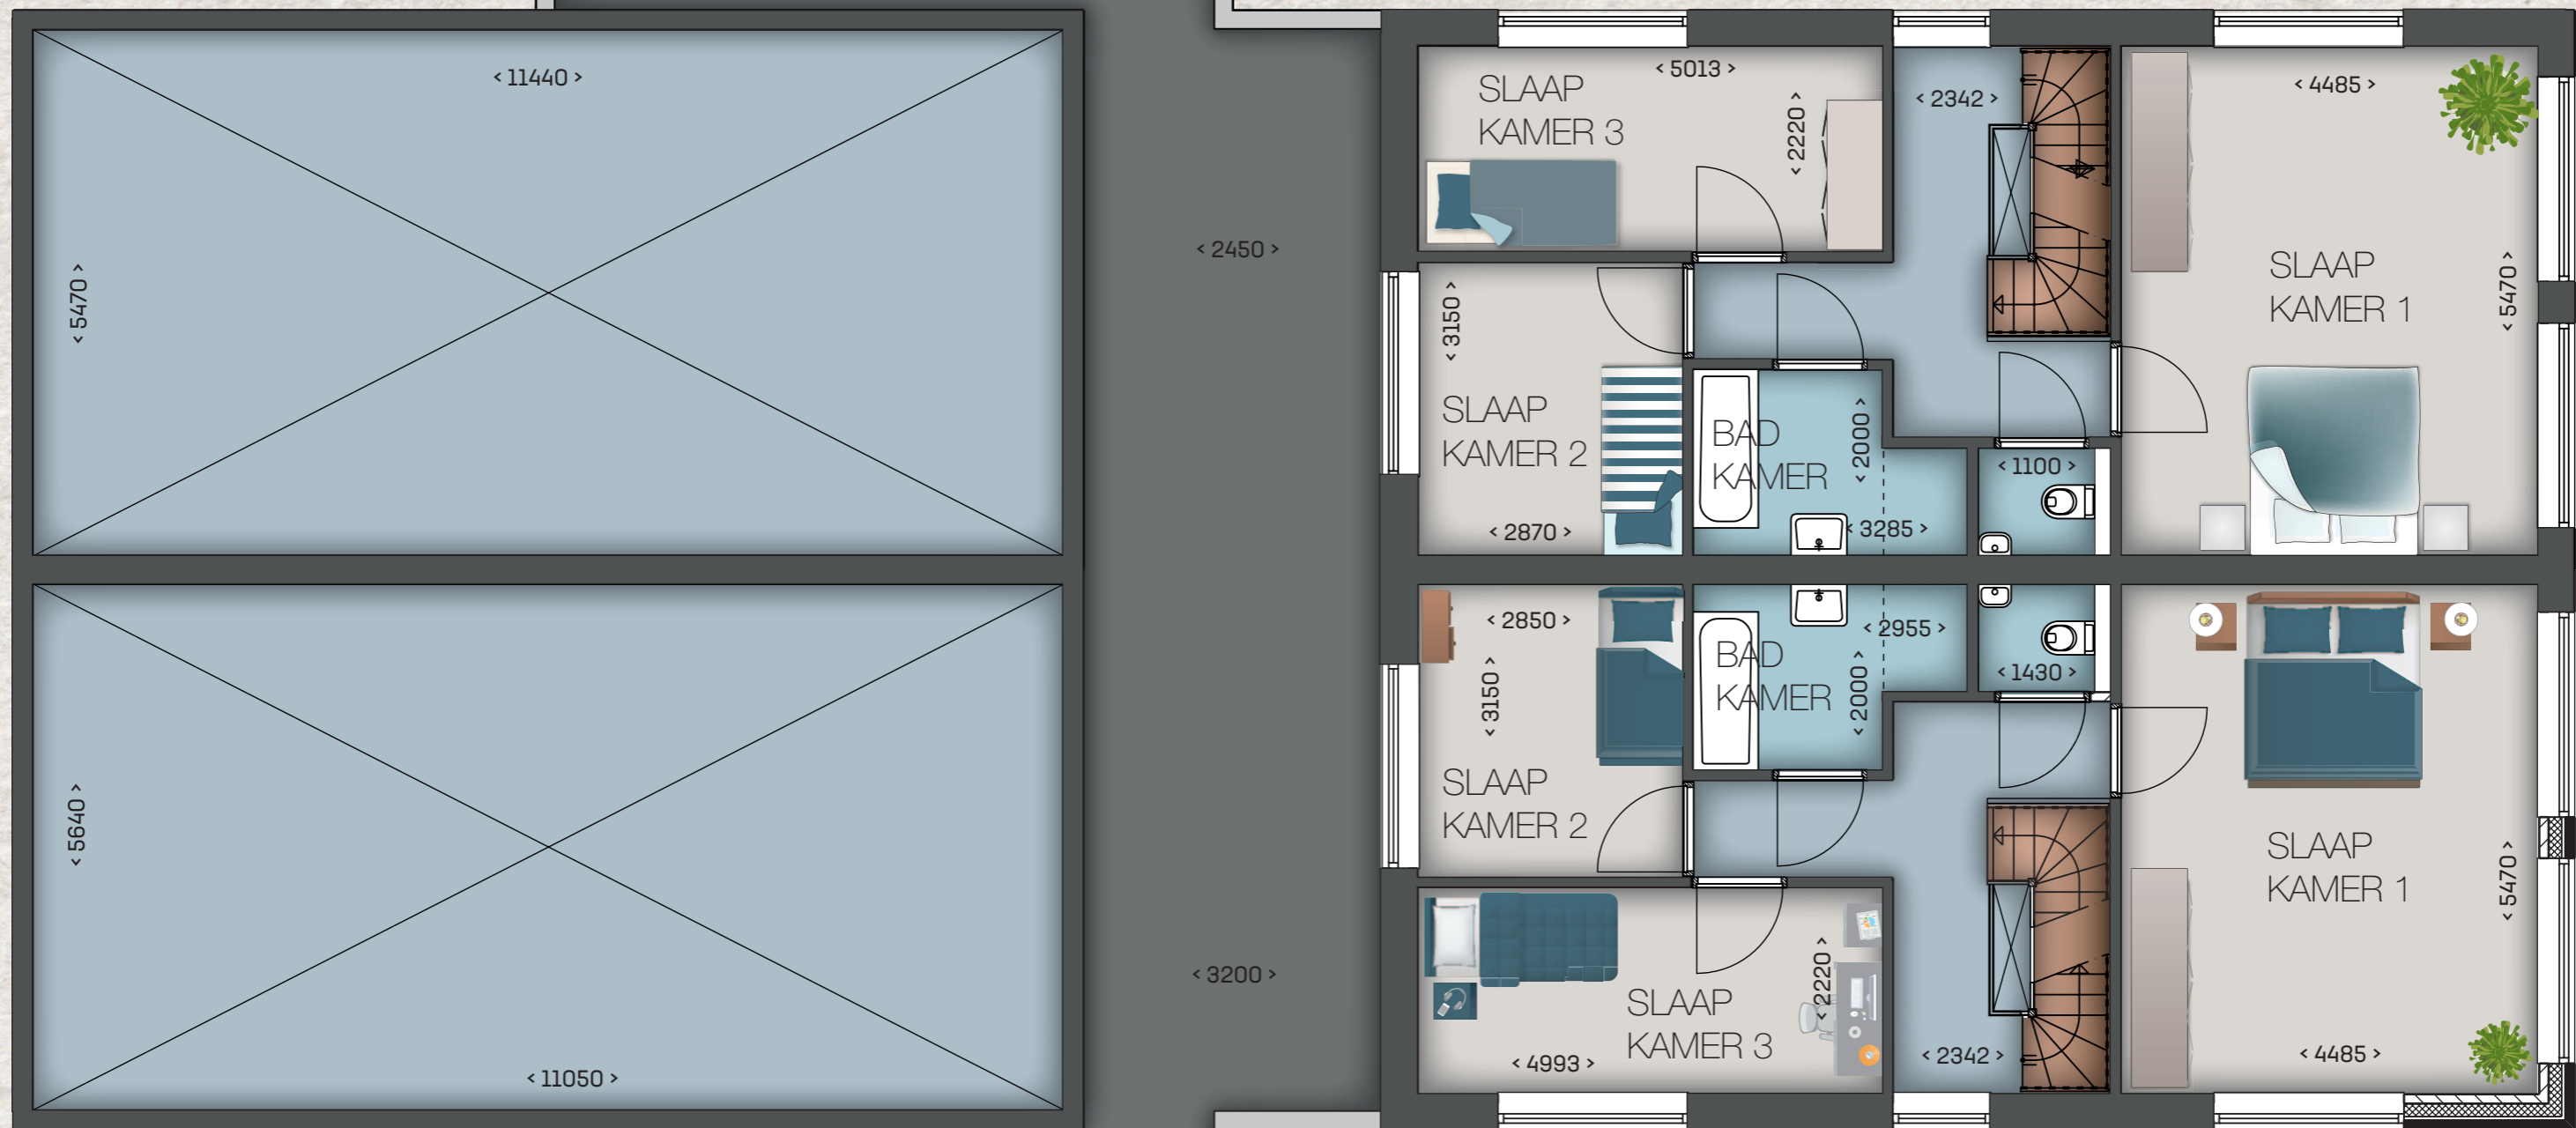 < 11440 >
< 5470 >
< 2450 >
SLAAP
KAMER 3
< 5013 >
< 2220 >
< 2342 >
< 4485 >
SLAAP
KAMER 1
< 5470 >
< 3150 >
SLAAP
KAMER 2
< 2870 >
BAD
KAMER
< 2000 >
< 3285 >
< 1100 >
< 5640 >
< 11050 >
< 3200 >
< 2850 >
< 3150 >
SLAAP
KAMER 2
BAD
KAMER
< 2955 >
< 2000 >
< 1430 >
SLAAP
KAMER 1
< 5470 >
< 4485 >
SLAAP
KAMER 3
< 2220 >
< 4993 >
< 2342 >